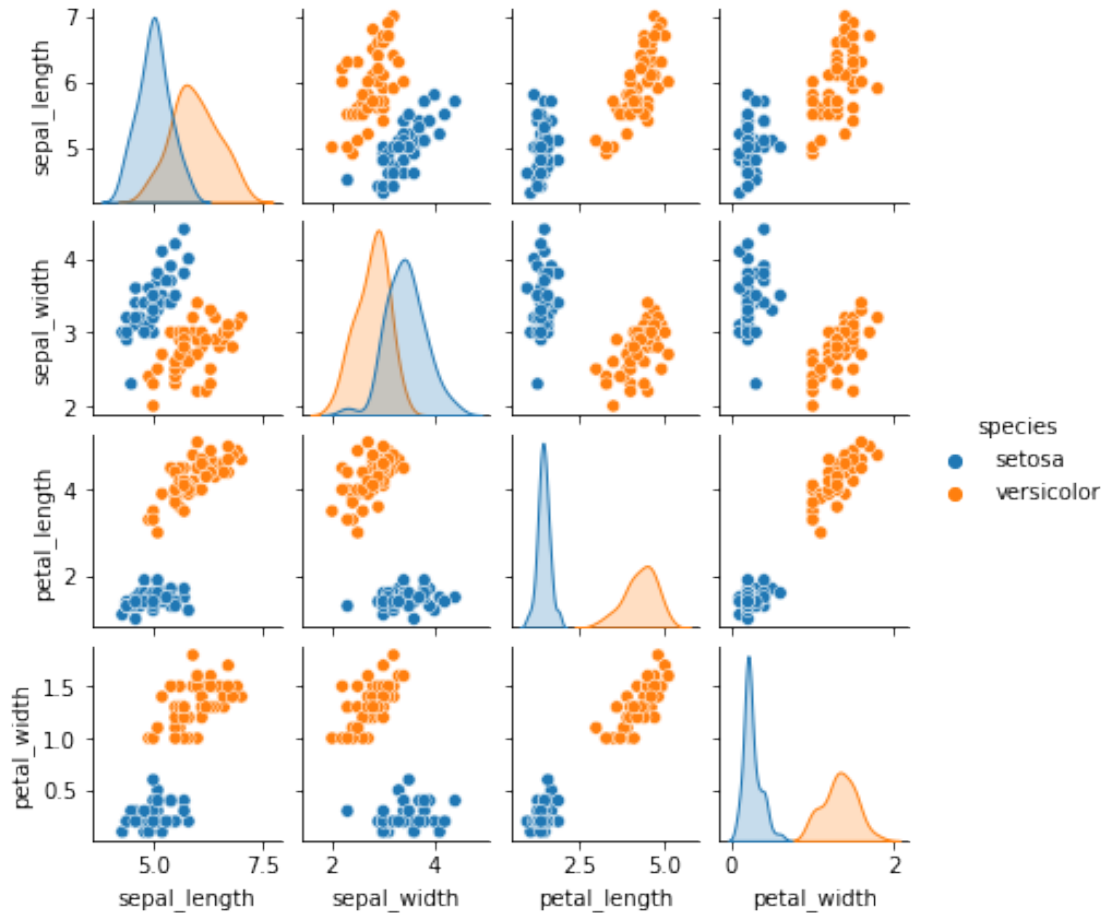 7
6
5
sepal_length
4
3
2
sepal_width
4
2
petal_length
1.5
1.0
0.5
petal_width
5.0 7.5
sepal_length
2 4
sepal_width
2.5 5.0
petal_length
0 2
petal_width
species
setosa
versicolor